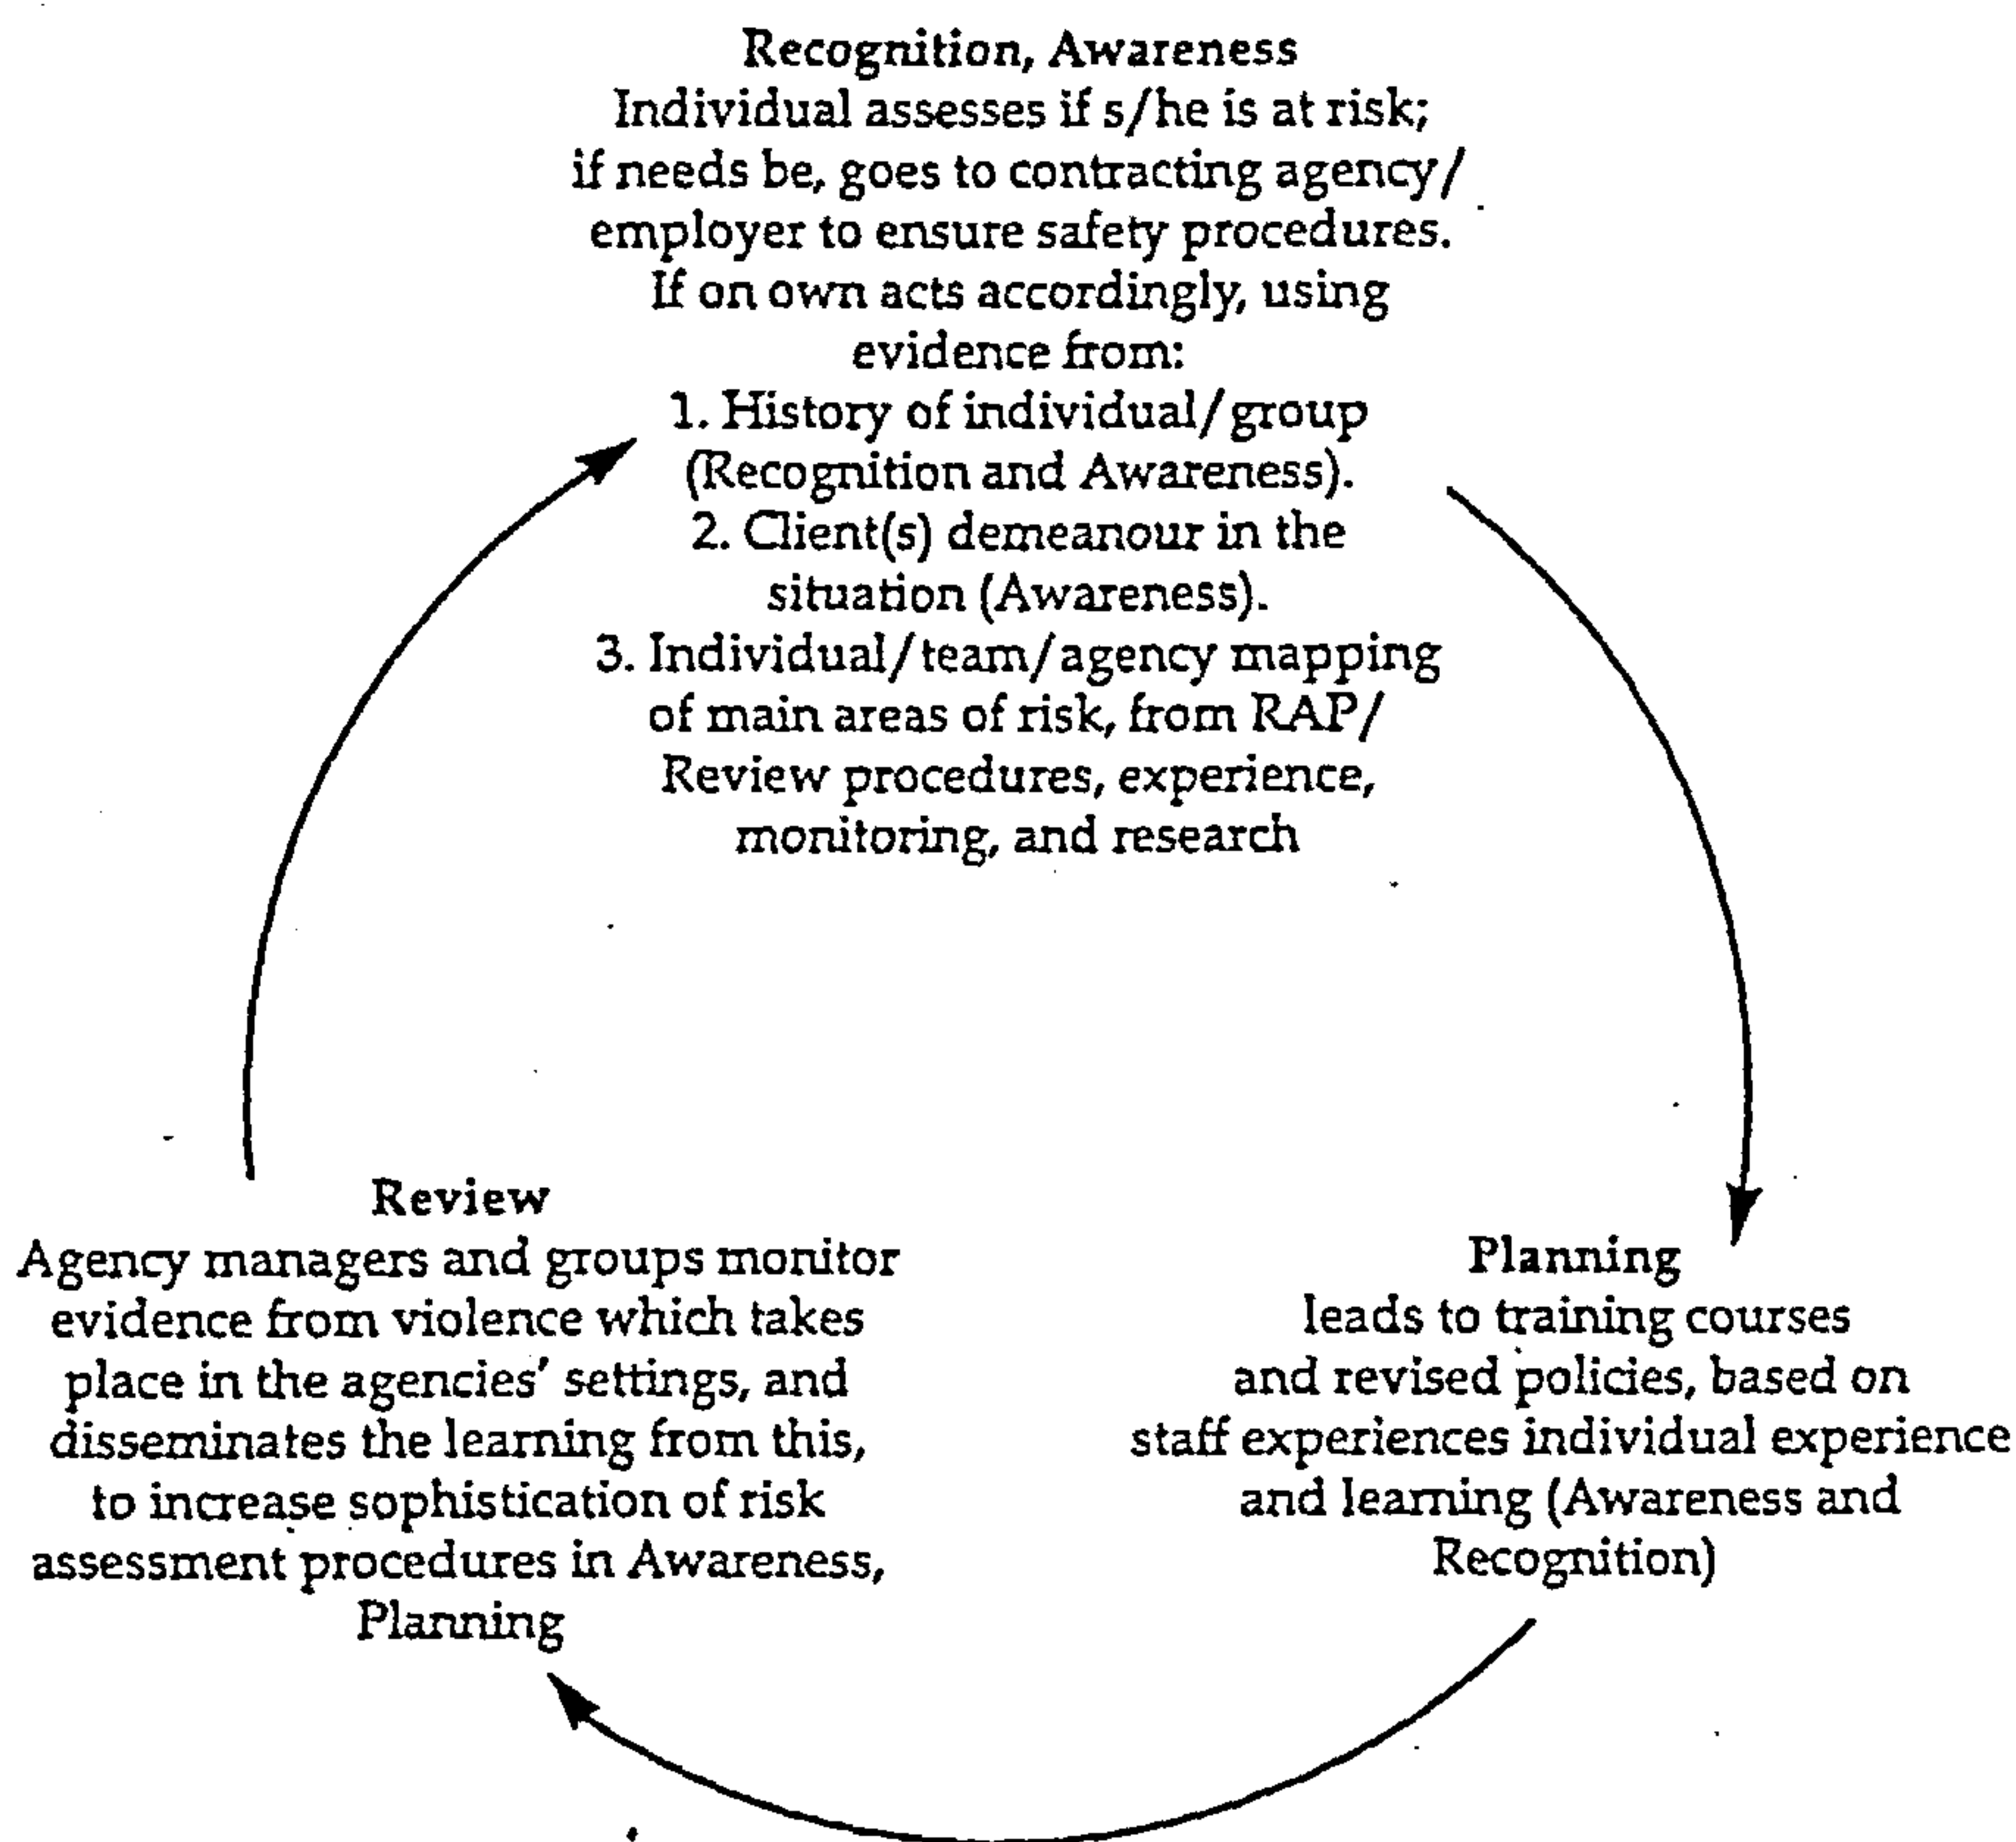 Recognition, Awareness
Individual assesses if s/he is at risk;
if needs be, goes to contracting agency/
employer to ensure safety procedures.
If on own acts accordingly, using
evidence from:
1. History of individual/group
(Recognition and Awareness).
2. Client(s) demeanour in the
situation (Awareness).
3. Individual/team/agency mapping
of main areas of risk, from RAP/
Review procedures, experience,
monitoring, and research
Review
Agency managers and groups monitor
evidence from violence which takes
place in the agencies' settings, and
disseminates the learning from this,
to increase sophistication of risk
assessment procedures in Awareness,
Planning
Planning
leads to training courses
and revised policies, based on
staff experiences individual experience
and learning (Awareness and
Recognition)